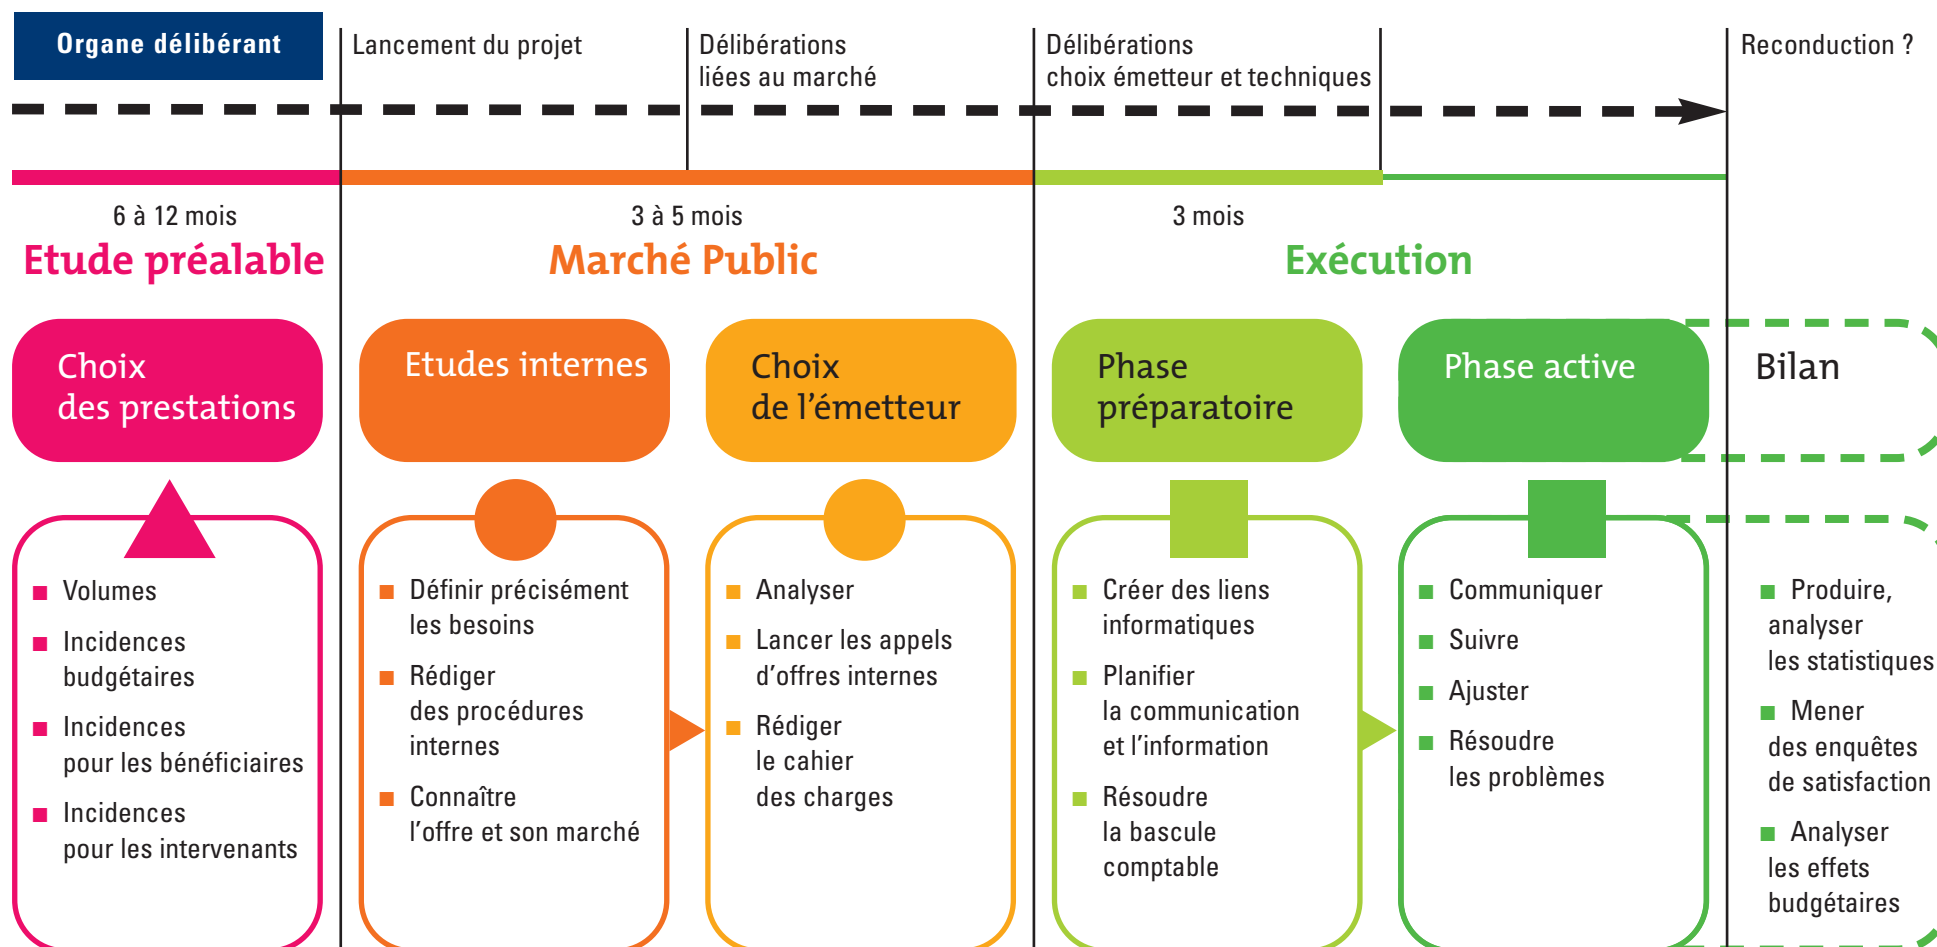 Organe délibérant
Lancement du projet
Délibérations
liées au marché
Délibérations
choix émetteur et techniques
Reconduction ?
6 à 12 mois
3 à 5 mois
3 mois
Etude préalable
Marché Public
Exécution
Choix
des prestations
Etudes internes
Choix
de l'émetteur
Phase
préparatoire
Phase active
Bilan
Volumes
Incidences
budgétaires
Incidences
pour les bénéficiaires
Incidences
pour les intervenants
Définir précisément
les besoins
Rédiger
des procédures
internes
Connaître
l'offre et son marché
Analyser
Lancer les appels
d'offres internes
Rédiger
le cahier
des charges
Créer des liens
informatiques
Planifier
la communication
et l'information
Résoudre
la bascule
comptable
Communiquer
Suivre
Ajuster
Résoudre
les problèmes
Produire,
analyser
les statistiques
Mener
des enquêtes
de satisfaction
Analyser
les effets
budgétaires